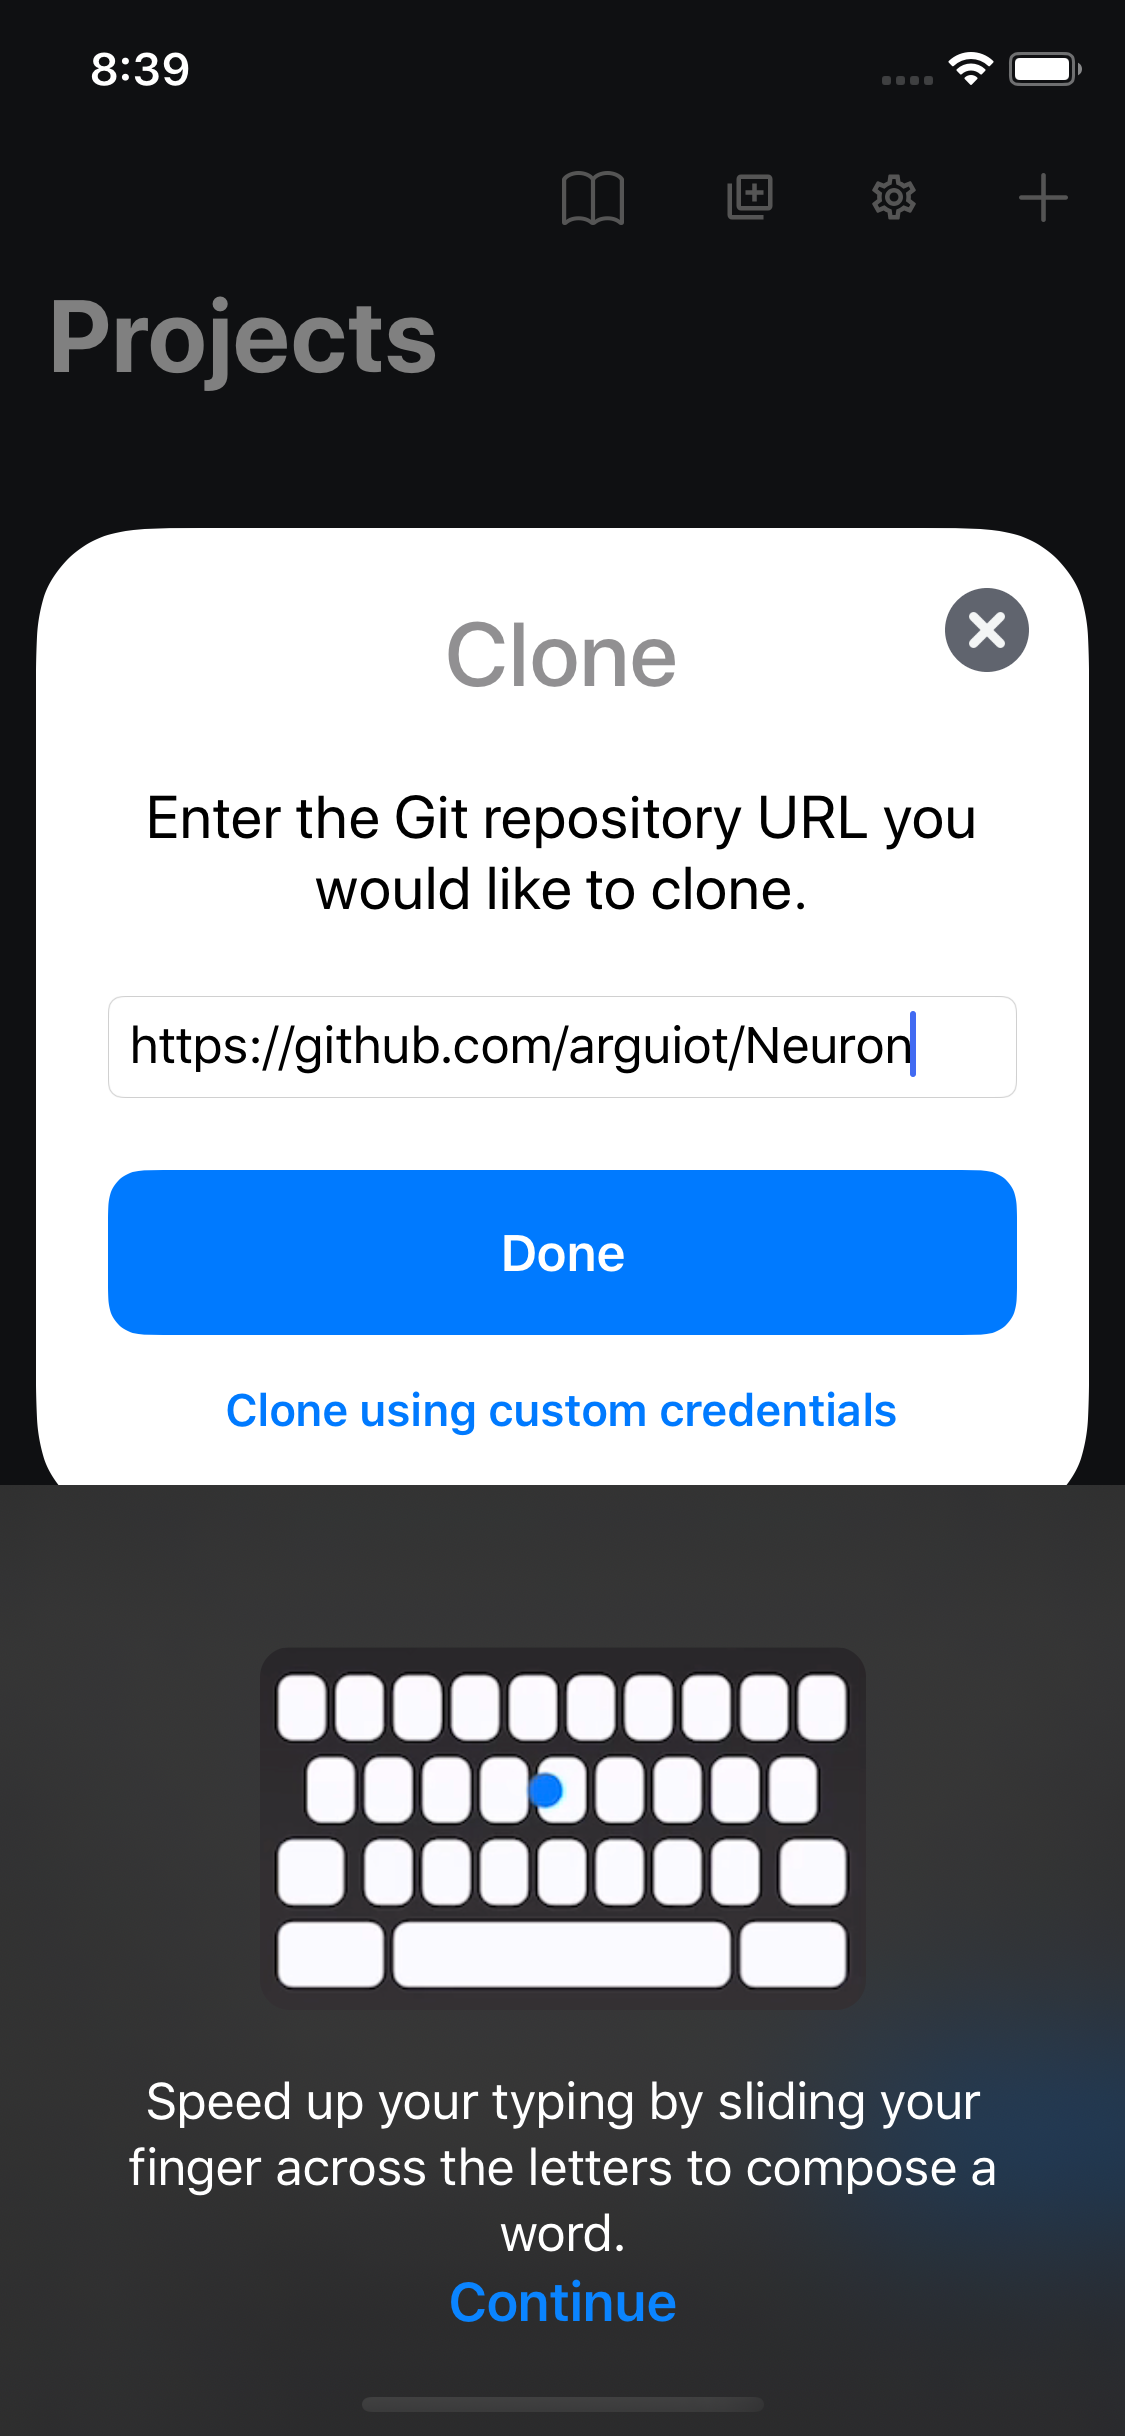 8:39
Projects
Clone
Enter the Git repository URL you
would like to clone.
https://github.com/arguiot/Neuron
Done
Clone using custom credentials
Speed up your typing by sliding your
finger across the letters to compose a
word.
Continue